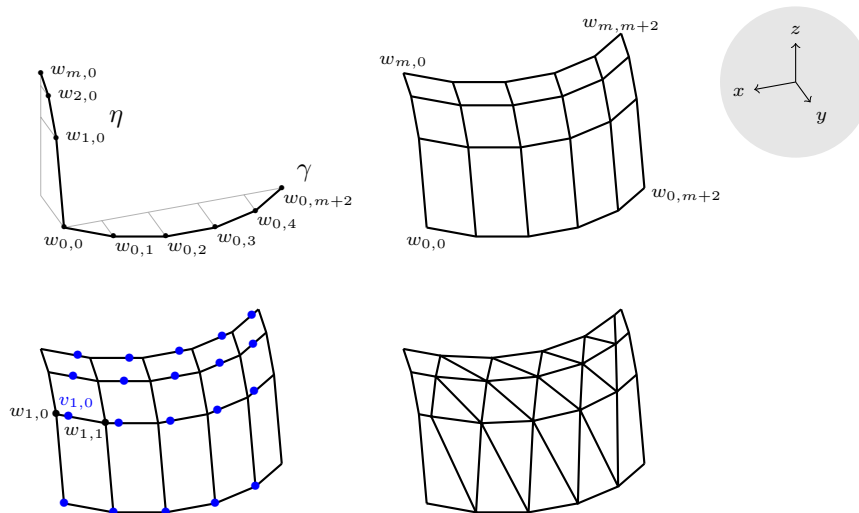 w_{m,0}
w_{2,0}
η
w_{1,0}
γ
w_{0,m+2}
w_{0,0}
w_{0,1}
w_{0,2}
w_{0,3}
w_{0,4}
w_{m,m+2}
w_{m,0}
w_{0,m+2}
w_{0,0}
z
x
y
v_{1,0}
w_{1,0}
w_{1,1}